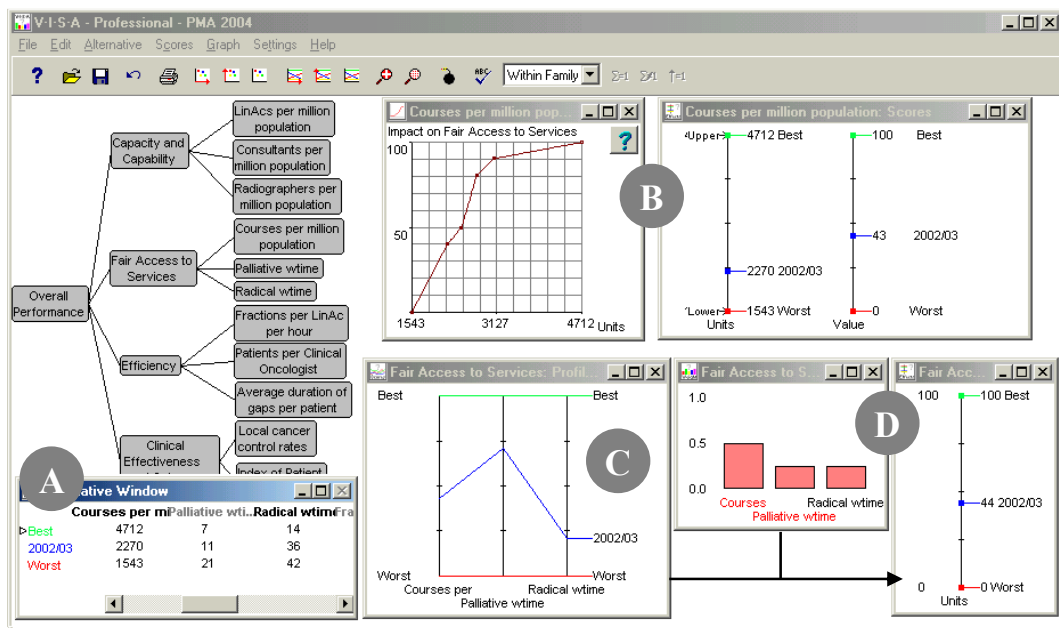 V·I·S·A - Professional - PMA 2004
File Edit Alternative Scores Graph Settings Help
? ABC Within Family Σ=1 Σ≠1 ↑=1
Overall
Performance
Capacity and
Capability
LinAcs per million
population
Consultants per
million population
Radiographers per
million population
Fair Access to
Services
Courses per million
population
Palliative wtime
Radical wtime
Efficiency
Fractions per LinAc
per hour
Patients per Clinical
Oncologist
Average duration of
gaps per patient
Clinical
Effectiveness
Local cancer
control rates
Index of Patient
A
ative Window
Courses per mi Palliative wti... Radical wtime Fra
Best 4712 7 14
2002/03 2270 11 36
Worst 1543 21 42
Courses per million pop...
Impact on Fair Access to Services
?
100
50
1543 3127 4712 Units
B
Courses per million population: Scores
'Upper> 4712 Best 100 Best
43 2002/03
2270 2002/03
'Lower> 1543 Worst 0 Worst
Units Value
Fair Access to Services: Profil...
Best Best
C
2002/03
Worst Worst
Courses per Radical wtime
Palliative wtime
Fair Access to S...
1.0
0.5
0.0
Courses Radical wtime
Palliative wtime
D
Fair Acc...
100 100 Best
44 2002/03
0 0 Worst
Units